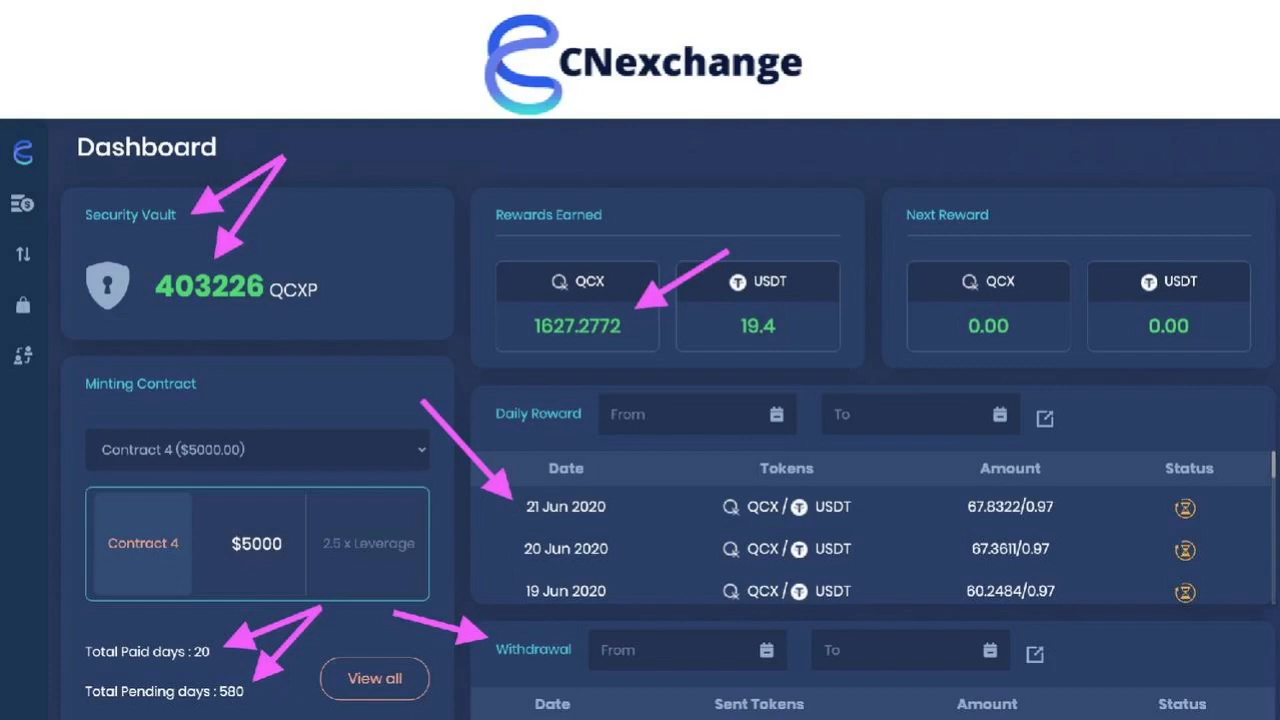 CNexchange
Dashboard
Security Vault
403226 QCXP
Rewards Earned
QCX
USDT
1627.2772
19.4
Next Reward
QCX
USDT
0.00
0.00
Minting Contract
Contract 4 ($5000.00)
Contract 4
$5000
2.5 x Leverage
Total Paid days : 20
Total Pending days : 580
View all
Daily Reward
From
To
Date Tokens Amount Status
21 Jun 2020 QCX / USDT 67.8322/0.97
20 Jun 2020 QCX / USDT 67.3611/0.97
19 Jun 2020 QCX / USDT 60.2484/0.97
Withdrawal
From
To
Date Sent Tokens Amount Status